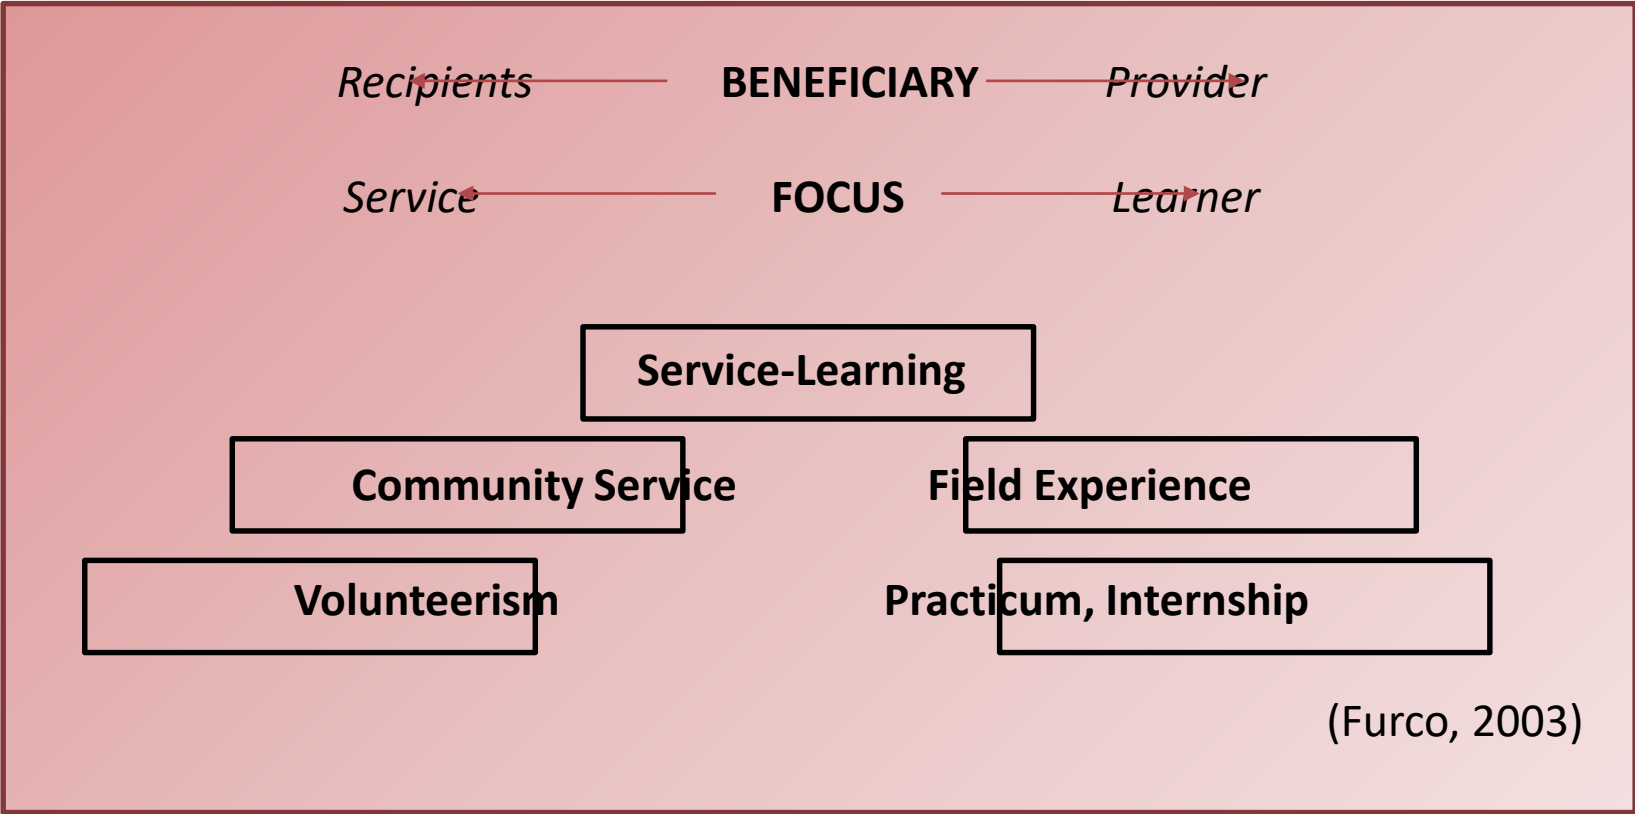 Recipients BENEFICIARY Provider
Service FOCUS Learner
Service-Learning
Community Service Field Experience
Volunteerism Practicum, Internship
(Furco, 2003)